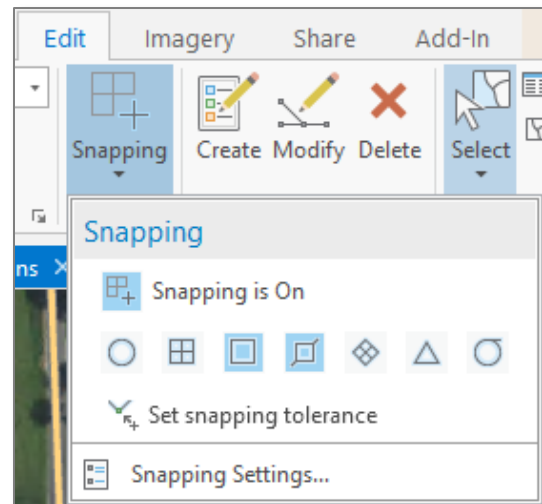 Edit Imagery Share Add-In
Snapping Create Modify Delete Select
ns
Snapping
Snapping is On
Set snapping tolerance
Snapping Settings...